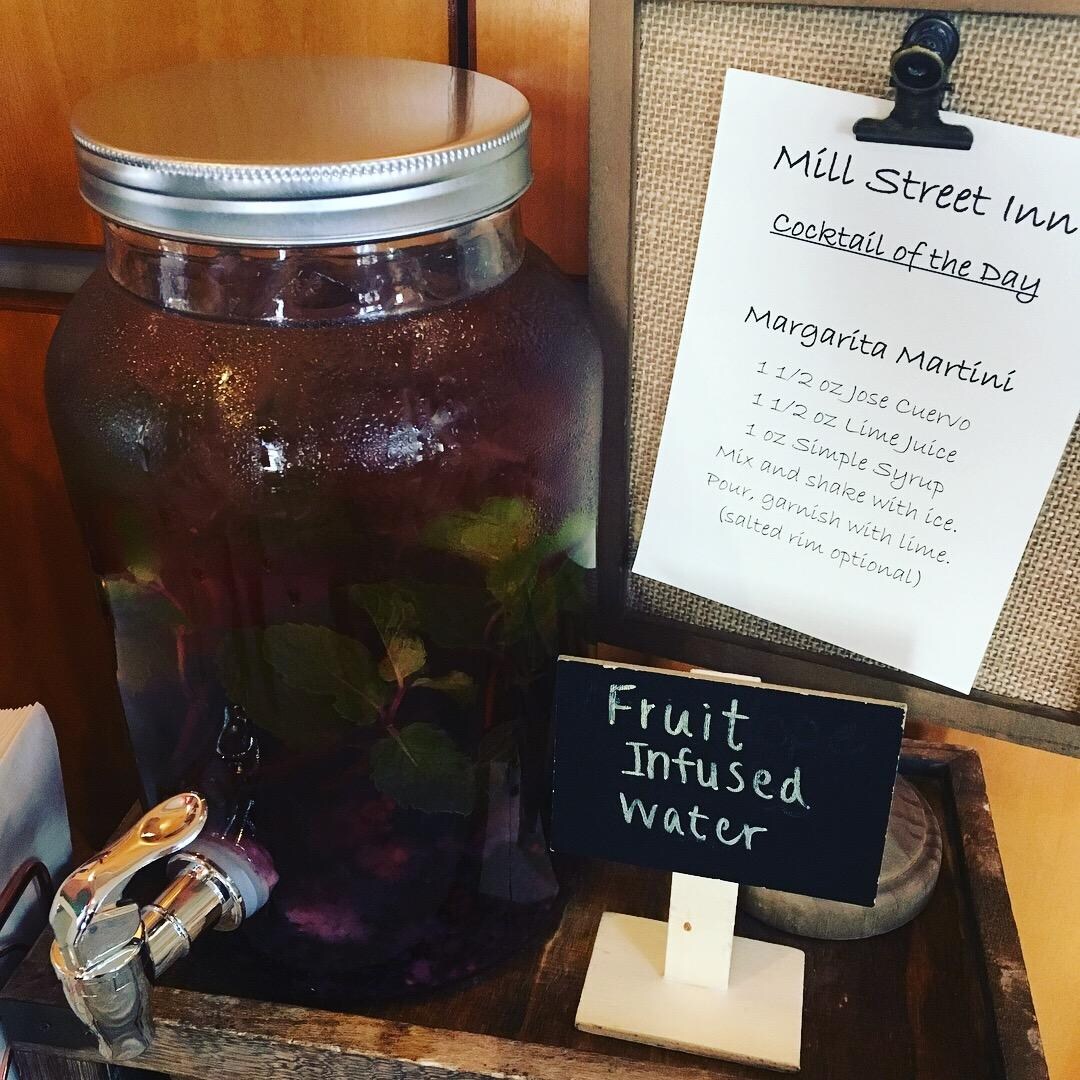 Mill Street Inn
Cocktail of the Day
Margarita Martini
1 1/2 oz Jose Cuervo
1 1/2 oz Lime Juice
1 oz Simple Syrup
Mix and shake with ice.
Pour, garnish with lime.
(salted rim optional)
Fruit
Infused
water